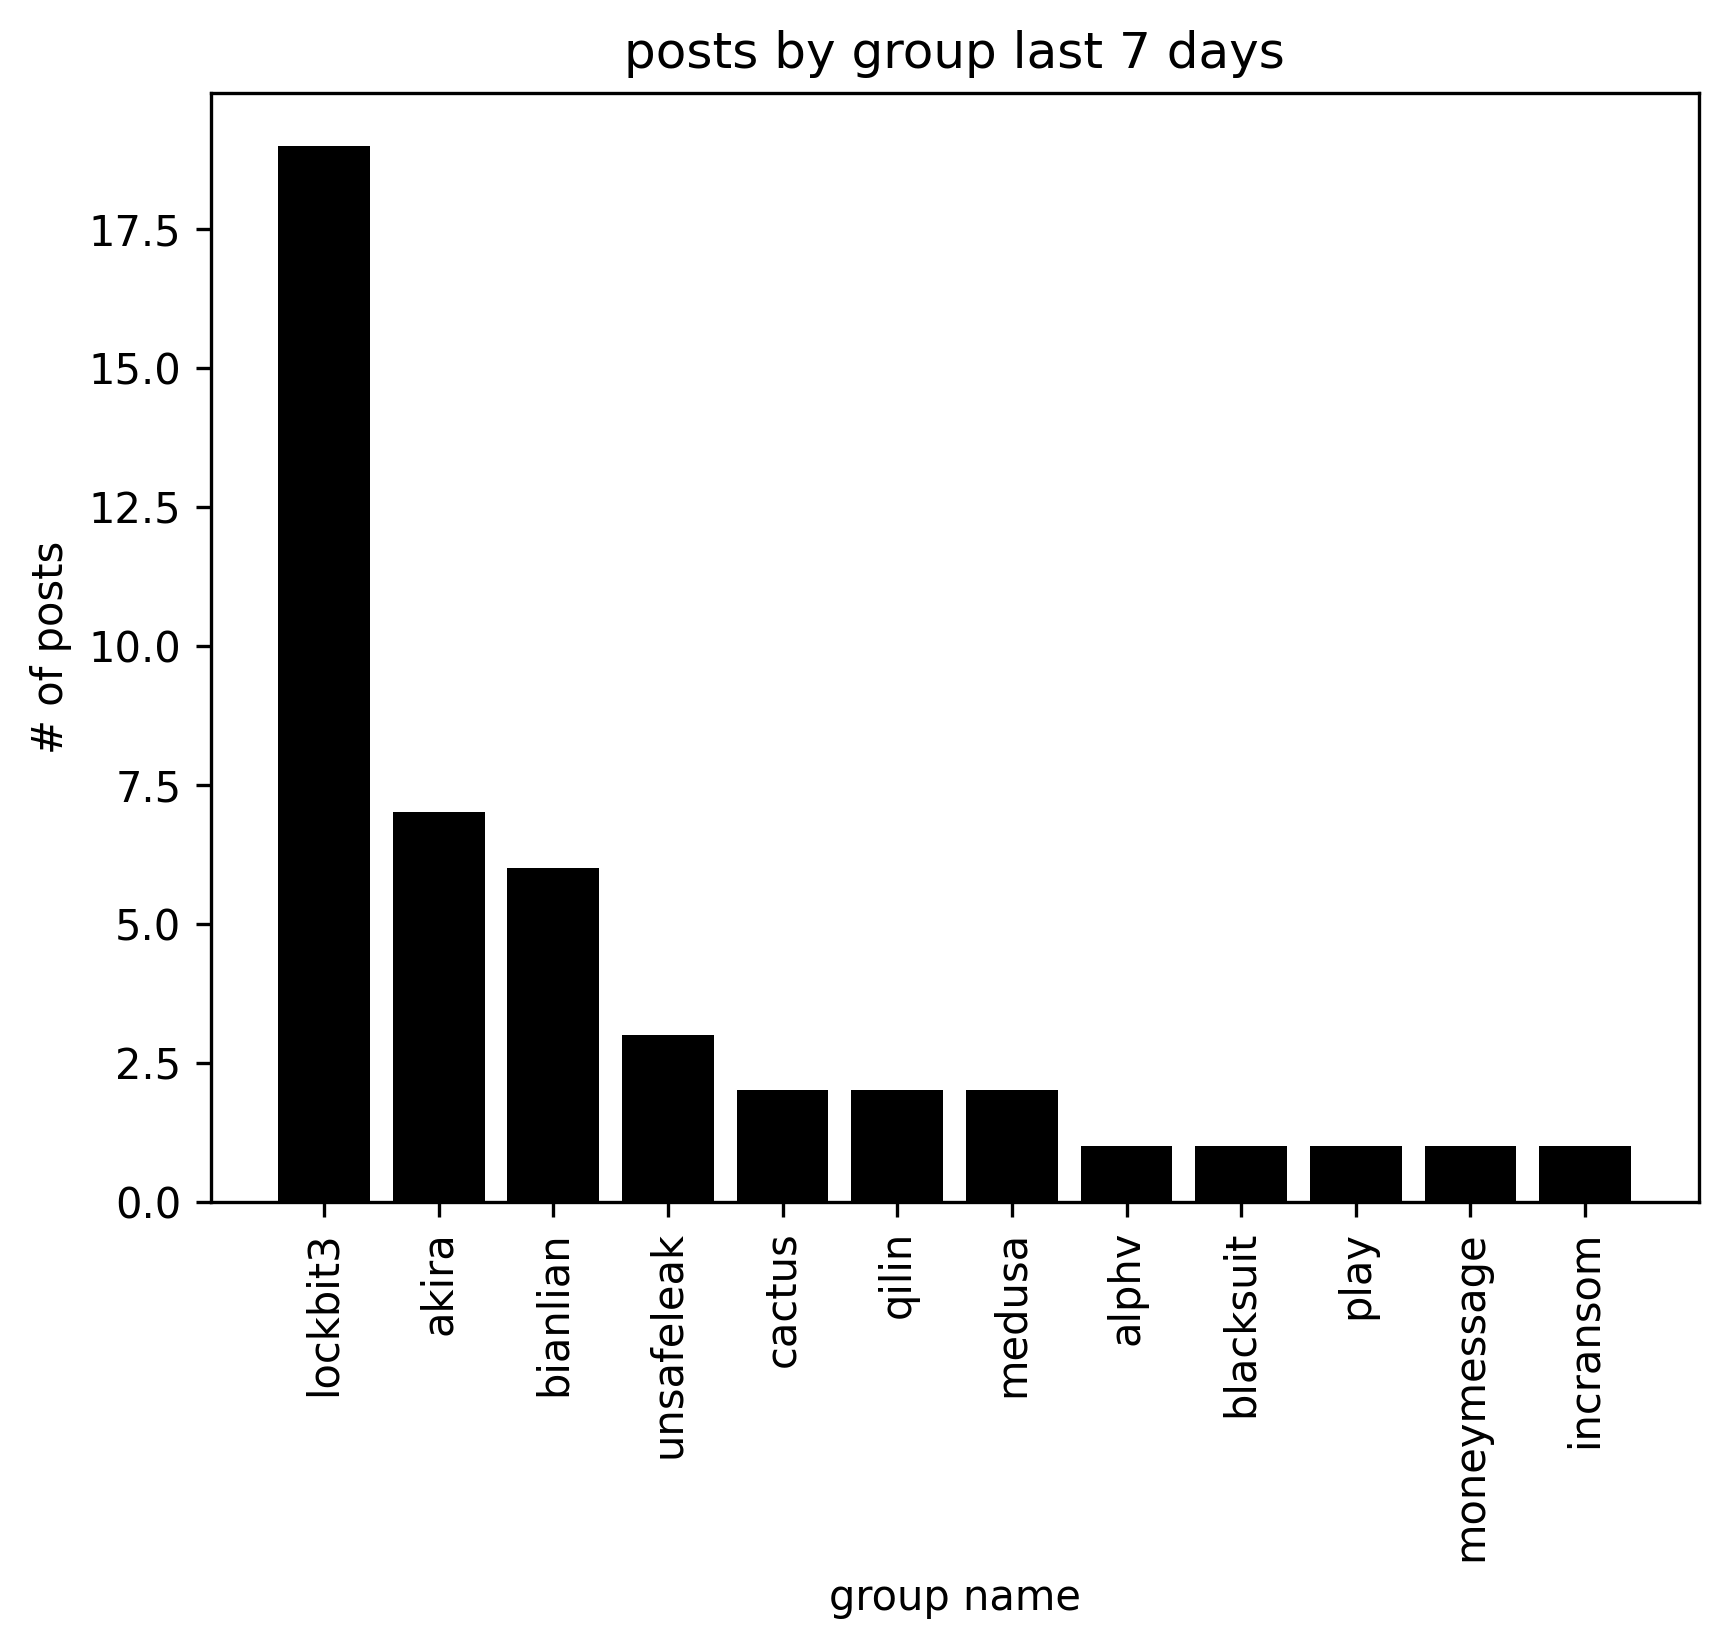 posts by group last 7 days
# of posts
17.5
15.0
12.5
10.0
7.5
5.0
2.5
0.0
lockbit3
akira
bianlian
unsafeleak
cactus
qilin
medusa
alphv
blacksuit
play
moneymessage
incransom
group name